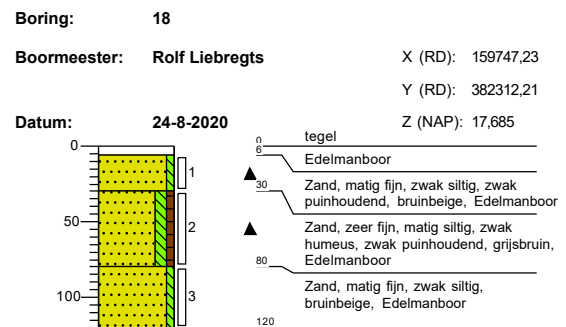 Boring: 18
Boormeester: Rolf Liebregts X (RD): 159747,23
Y (RD): 382312,21
Datum: 24-8-2020 Z (NAP): 17,685
0 0 tegel
6 Edelmanboor
1 30 Zand, matig fijn, zwak siltig, zwak
puinhoudend, bruinbeige, Edelmanboor
50 2 Zand, zeer fijn, matig siltig, zwak
humeus, zwak puinhoudend, grijsbruin,
80 Edelmanboor
100 3 Zand, matig fijn, zwak siltig,
bruinbeige, Edelmanboor
120